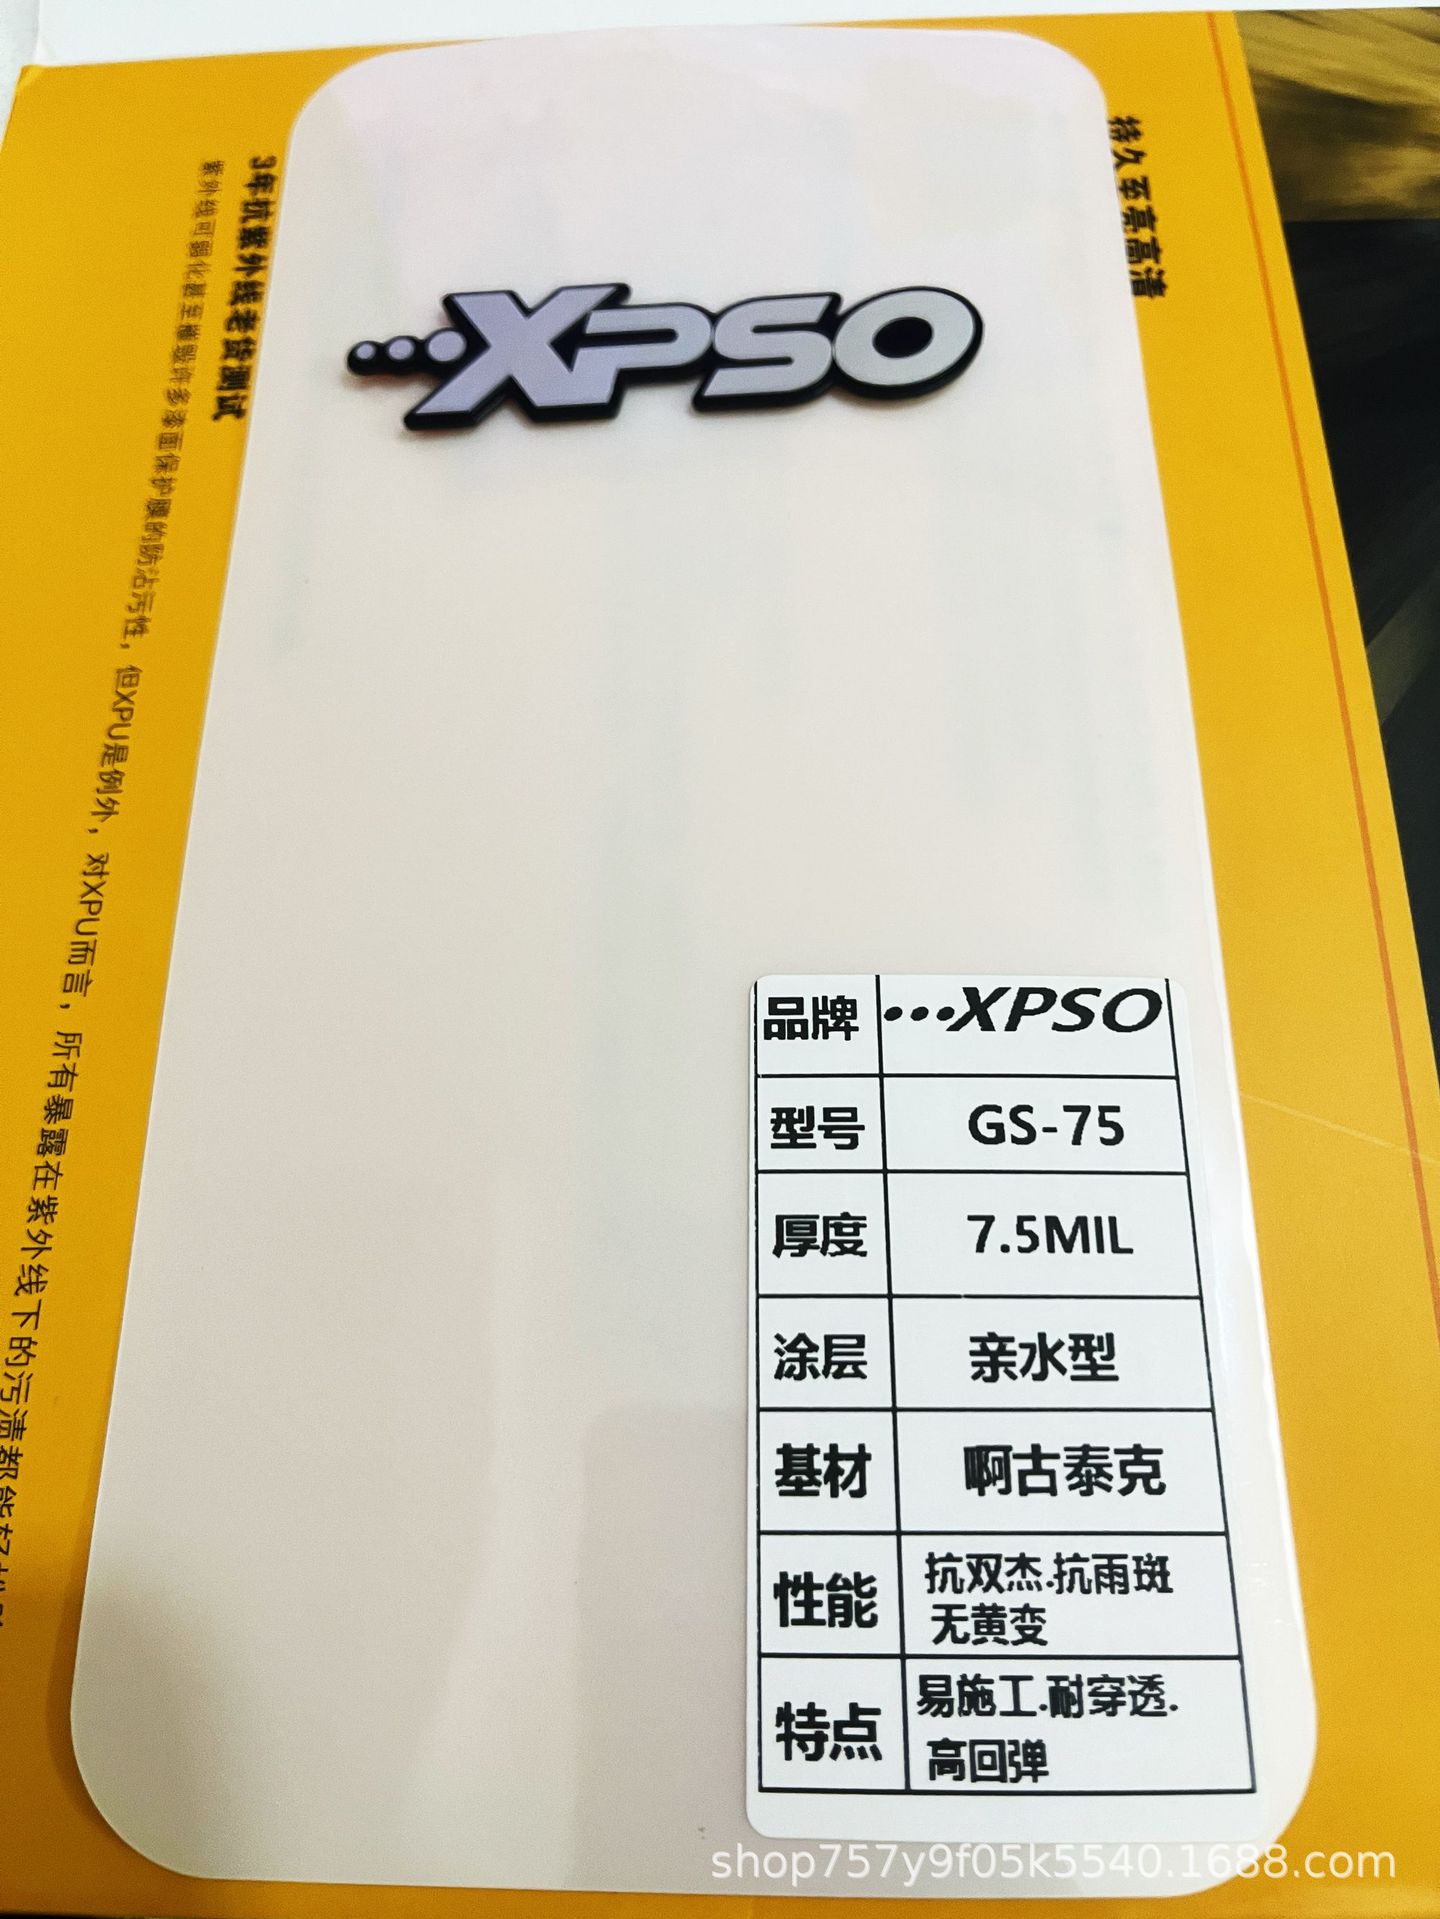 持久至亮高清
3年抗紫外线老货测试
紫外线可弱化甚至摧毁许多漆面保护膜的防沾污性，但XPU是例外，对XPU而言，所有暴露在紫外线下的污渍都能
XPSO
品牌 XPSO
型号 GS-75
厚度 7.5MIL
涂层 亲水型
基材 啊古泰克
性能 抗双杰.抗雨斑
无黄变
特点 易施工.耐穿透.
高回弹
shop757y9f05k5540.1688.com